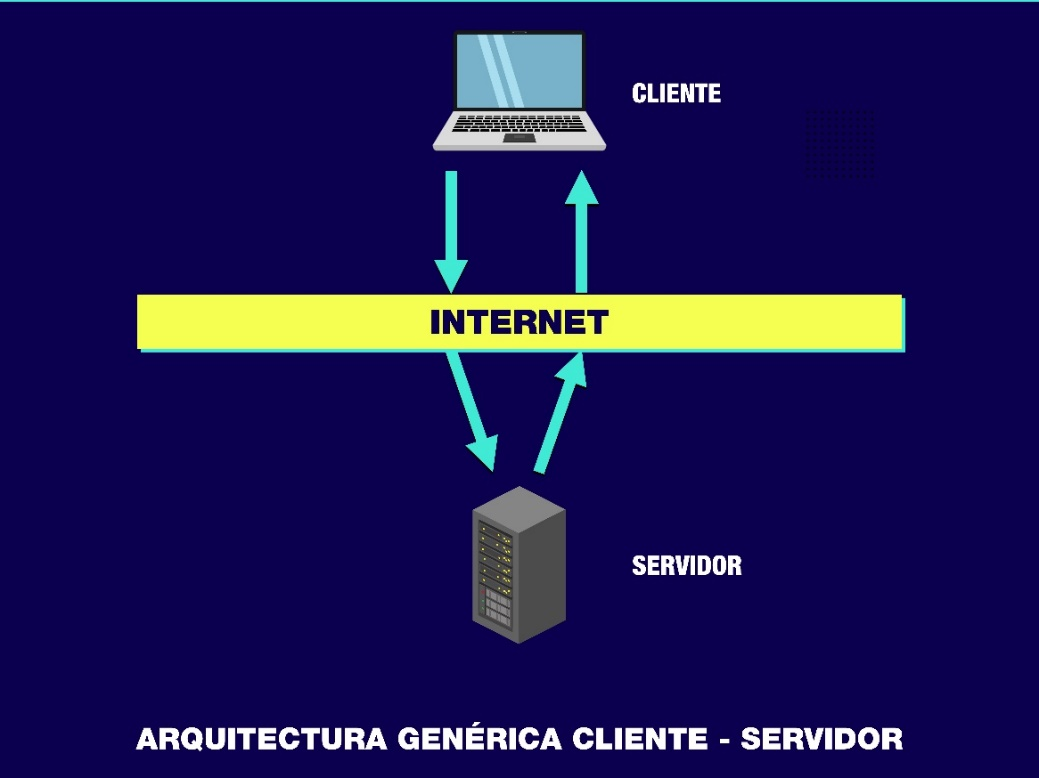 CLIENTE
INTERNET
SERVIDOR
ARQUITECTURA GENÉRICA CLIENTE - SERVIDOR